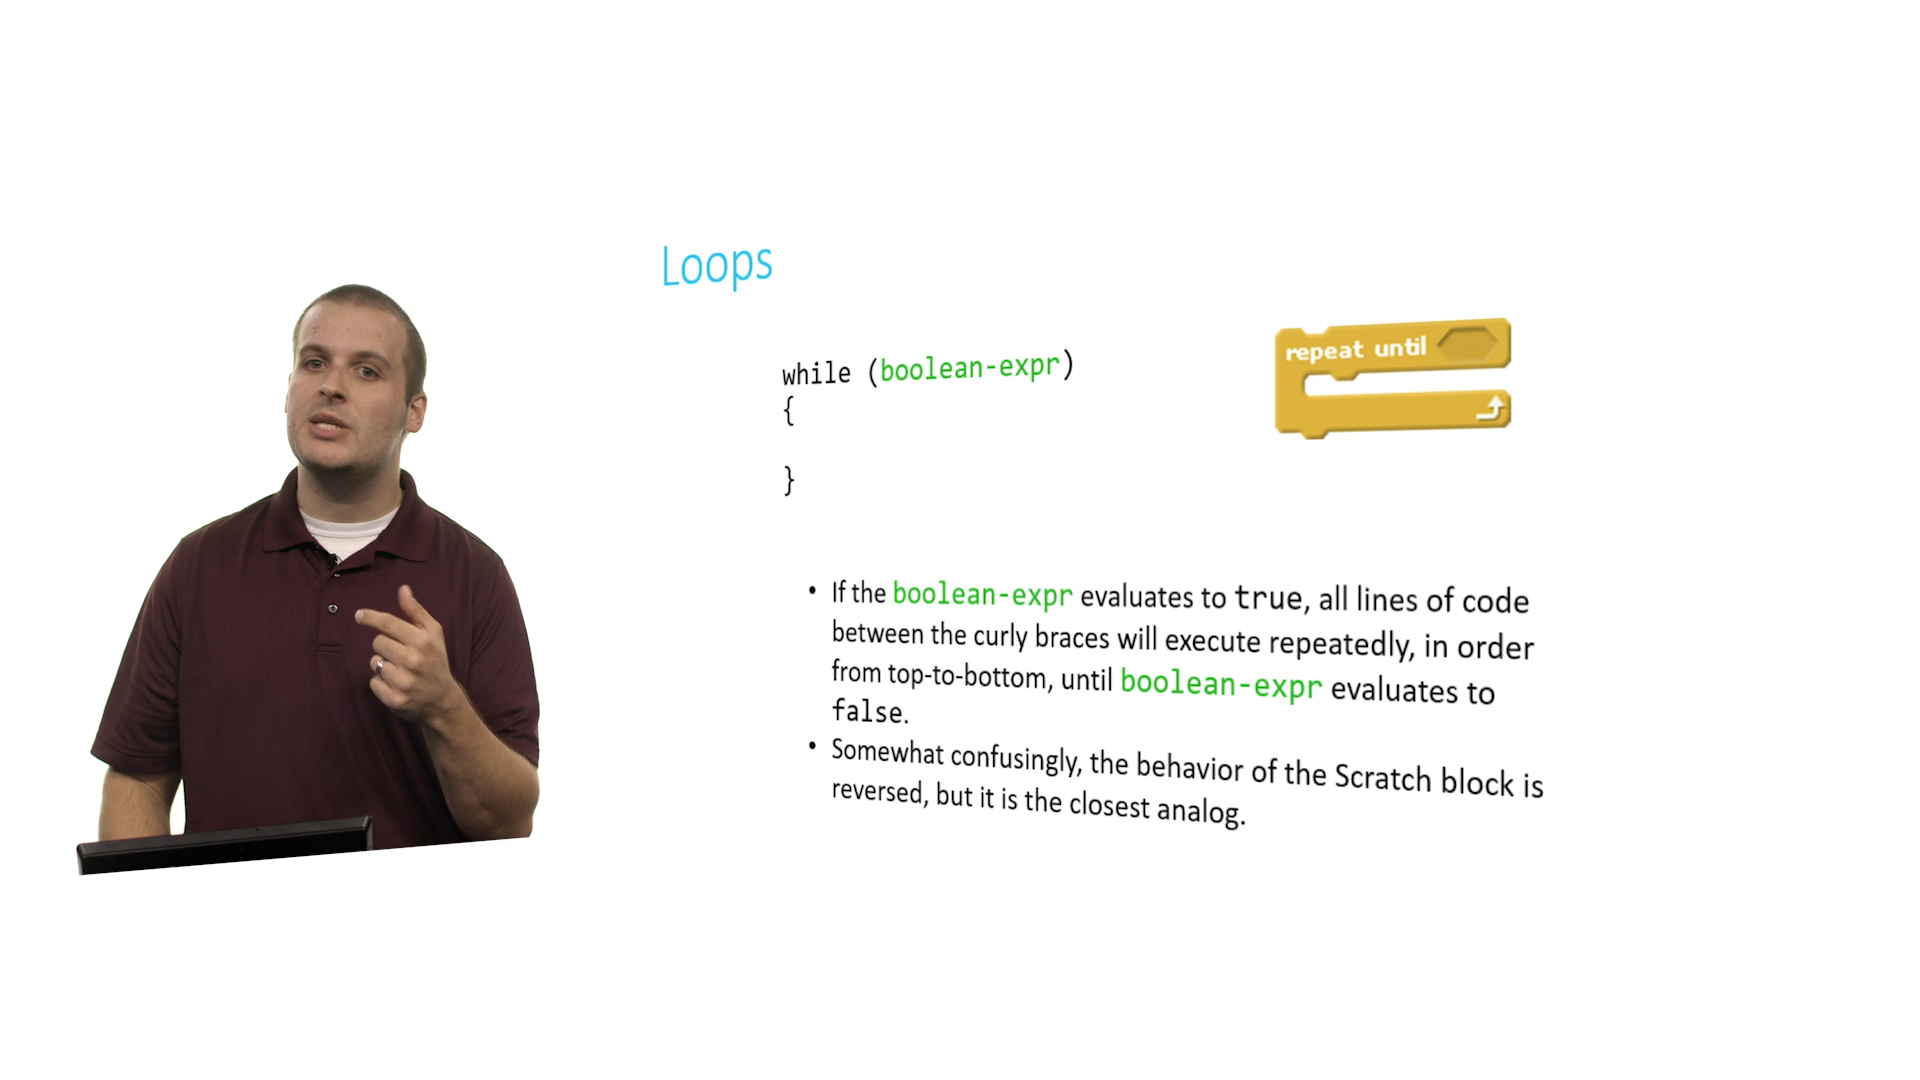 Loops
while (boolean-expr)
{
}
repeat until
• If the boolean-expr evaluates to true, all lines of code
between the curly braces will execute repeatedly, in order
from top-to-bottom, until boolean-expr evaluates to
false.
• Somewhat confusingly, the behavior of the Scratch block is
reversed, but it is the closest analog.